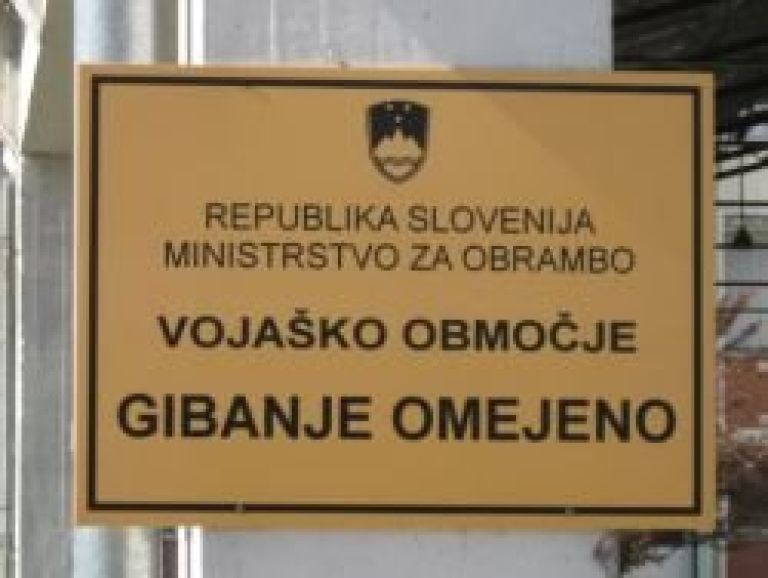 REPUBLIKA SLOVENIJA
MINISTRSTVO ZA OBRAMBO
VOJAŠKO OBMOČJE
GIBANJE OMEJENO